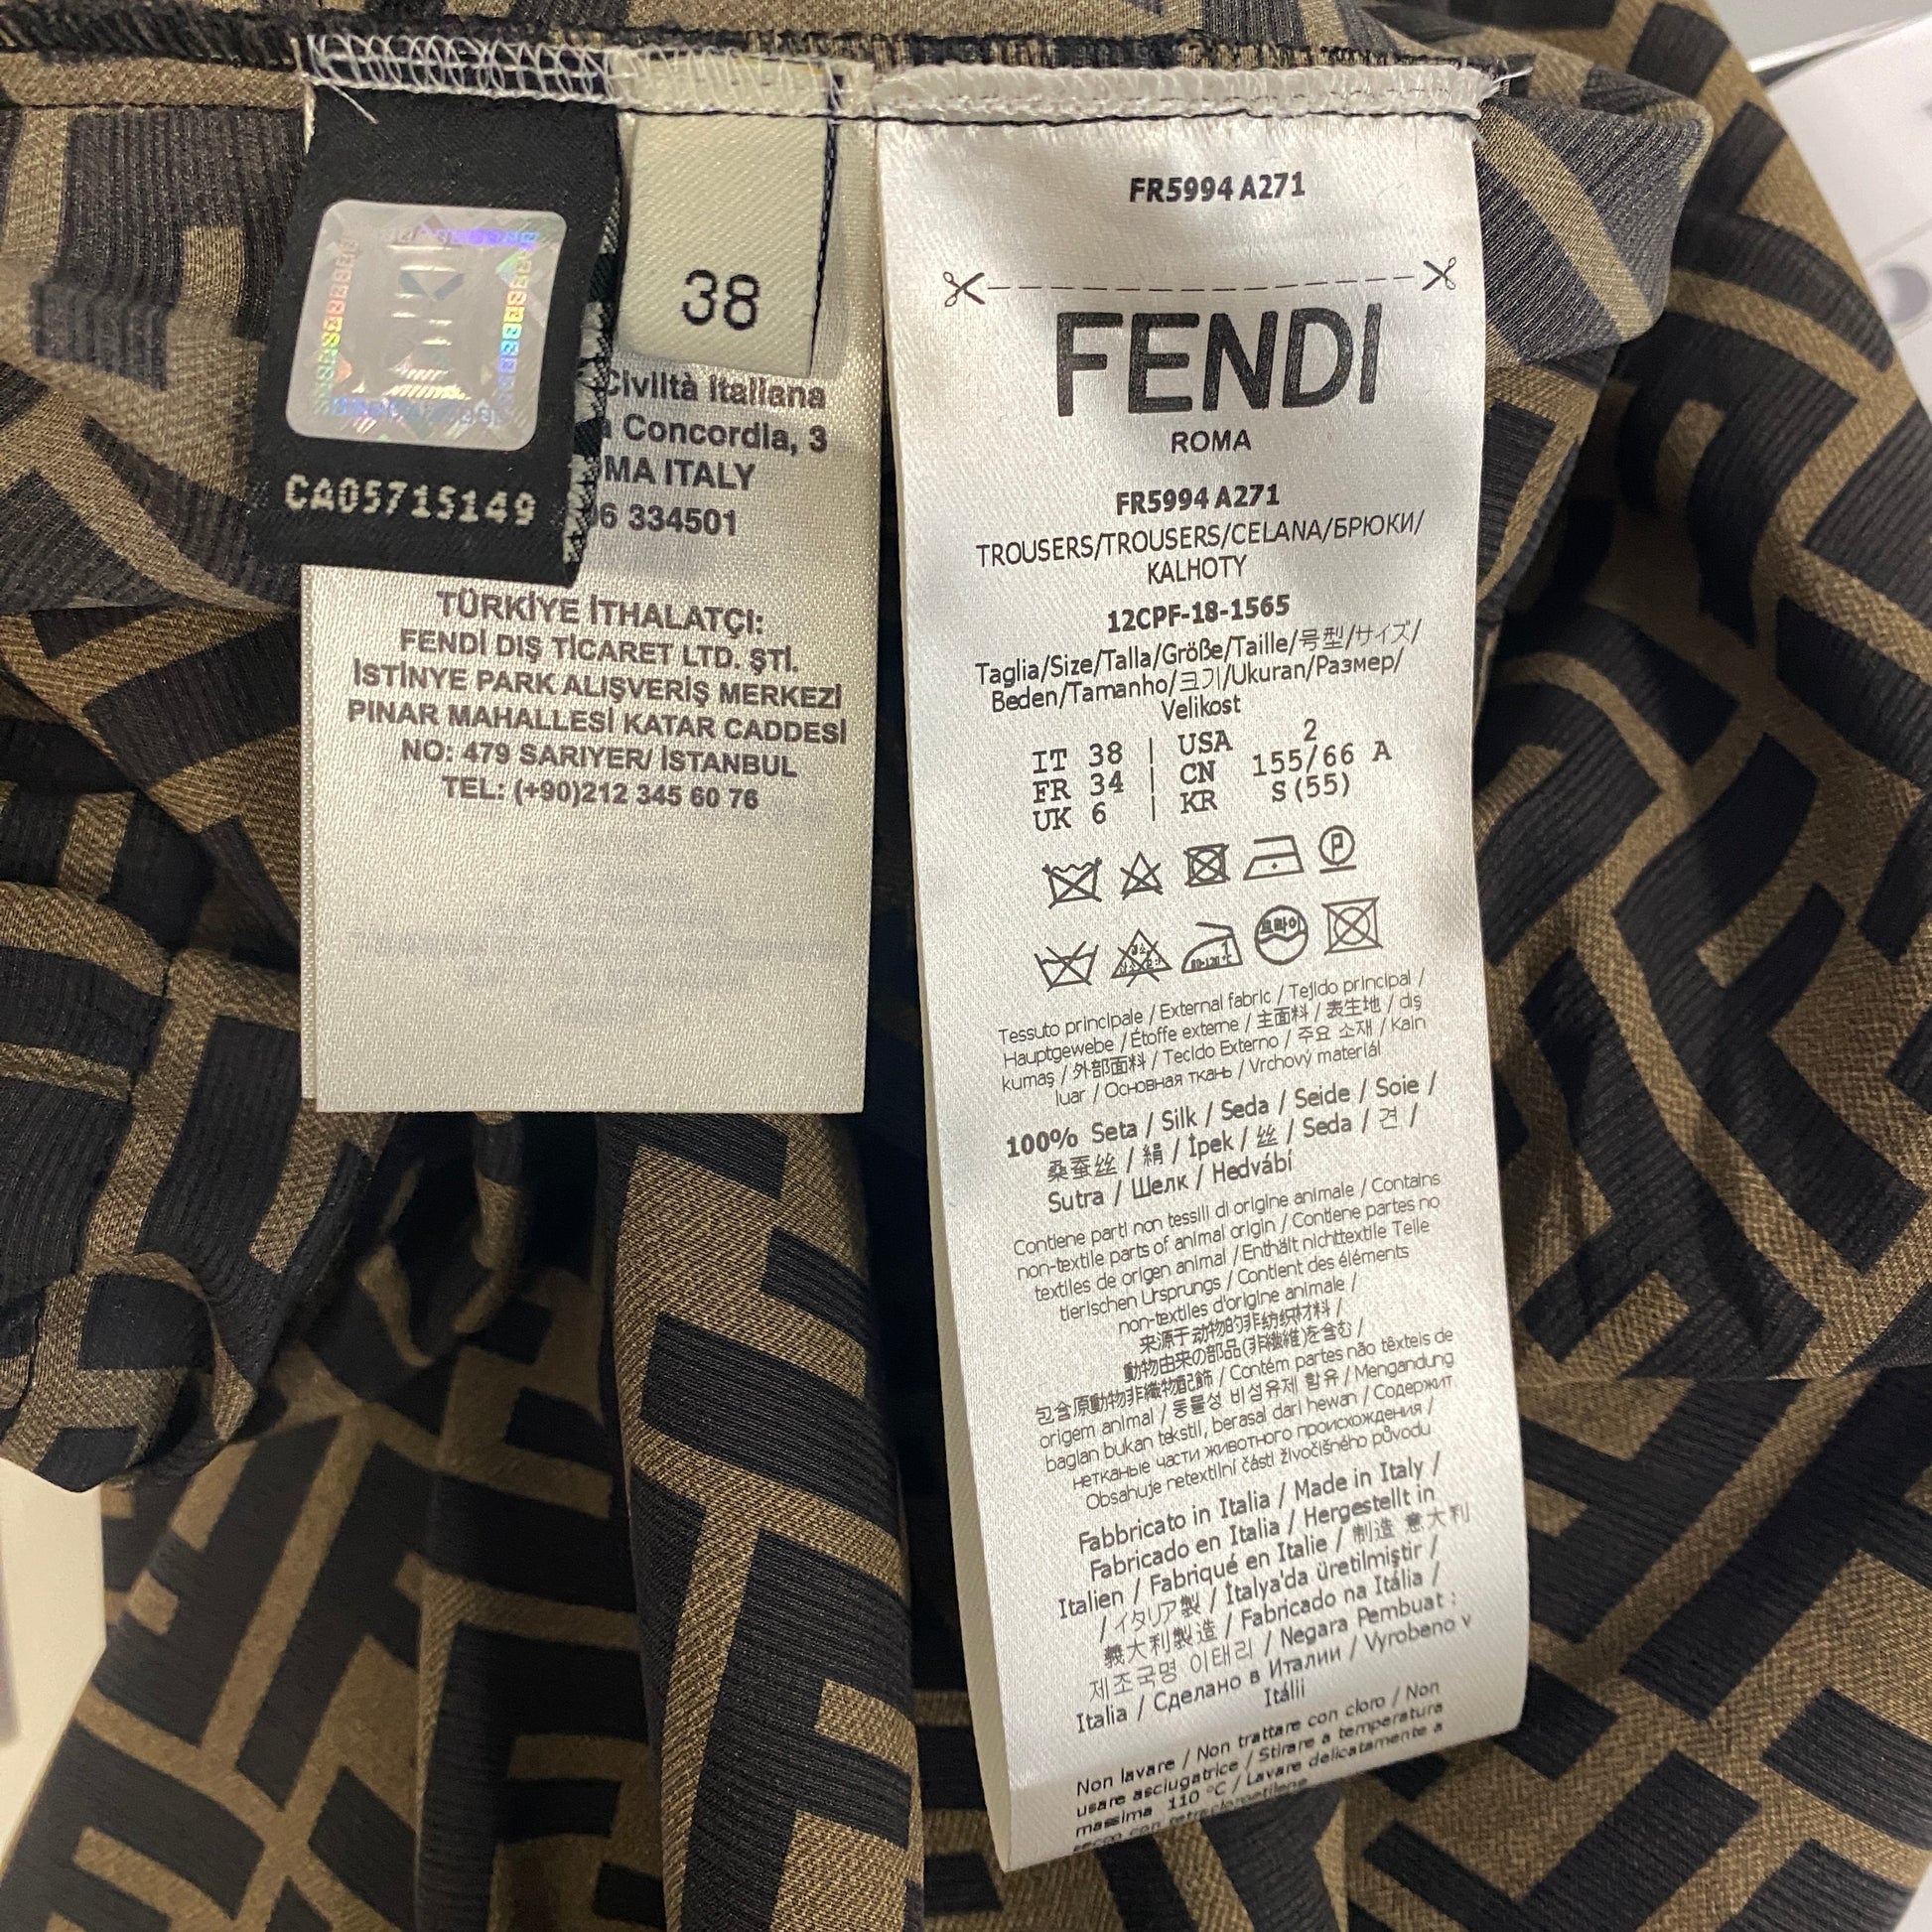 CA05715149
38
Civiltà Italiana
Concordia, 3
MA ITALY
6 334501
TÜRKİYE İTHALATÇI:
FENDİ DIŞ TİCARET LTD. ŞTİ.
İSTİNYE PARK ALIŞVERİŞ MERKEZİ
PINAR MAHALLESİ KATAR CADDESİ
NO: 479 SARIYER/ İSTANBUL
TEL: (+90)212 345 60 76
FR5994 A271
FENDI
ROMA
FR5994 A271
TROUSERS/TROUSERS/CELANA/БРЮКИ/
KALHOTY
12CPF-18-1565
Taglia/Size/Talla/Größe/Taille/号型/サイズ/
Beden/Tamanho/크기/Ukuran/Размер/
Velikost
IT 38 | USA 2
FR 34 | CN 155/66 A
UK 6 | KR S(55)
P
드라이
80-120℃
Tessuto principale / External fabric / Tejido principal /
Hauptgewebe / Étoffe externe / 主面料 / 表生地 / dış
kumaş / 外部面料 / Tecido Externo / 주요 소재 / Kain
luar / Основная ткань / Vrchový materiál
100% Seta / Silk / Seda / Seide / Soie /
桑蚕丝 / 絹 / İpek / 丝 / Seda / 견 /
Sutra / Шелк / Hedvábí
Contiene parti non tessili di origine animale / Contains
non-textile parts of animal origin / Contiene partes no
textiles de origen animal / Enthält nichttextile Teile
tierischen Ursprungs / Contient des éléments
non-textiles d'origine animale /
来源于动物的非纺织材料 /
動物由来の部品(非繊維)を含む /
包含原動物非織物配飾 / Contém partes não têxteis de
origem animal / 동물성 비섬유제 함유 / Mengandung
bagian bukan tekstil, berasal dari hewan / Содержит
нетканые части животного происхождения /
Obsahuje netextilní části živočišného původu
Fabbricato in Italia / Made in Italy /
Fabricado en Italia / Hergestellt in
Italien / Fabriqué en Italie / 制造 意大利
/ イタリア製 / İtalya'da üretilmiştir /
義大利製造 / Fabricado na Itália /
제조국명 이태리 / Negara Pembuat :
Italia / Сделано в Италии / Vyrobeno v
Itálii
Non lavare / Non trattare con cloro / Non
usare asciugatrice / Stirare a temperatura
massima 110 °C / Lavare delicatamente a
secco con percloroetilene